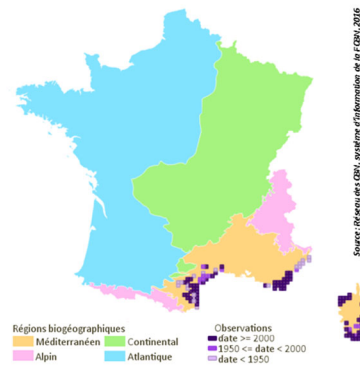 Source : Réseau des CBN, système d'information de la FCBN, 2016
Régions biogéographiques
Méditerranéen
Continental
Alpin
Atlantique
Observations
date >= 2000
1950 <= date < 2000
date < 1950